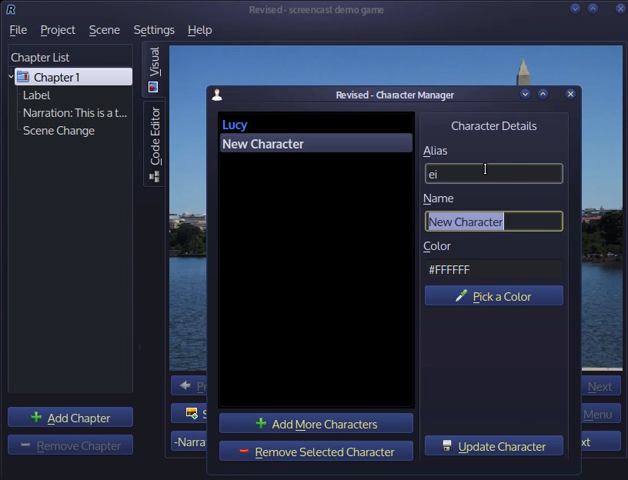 R
Revised - screencast demo game
File Project Scene Settings Help
Chapter List
Chapter 1
Label
Narration: This is a t...
Scene Change
Add Chapter
Remove Chapter
Visual
Code Editor
Revised - Character Manager
Lucy
New Character
Add More Characters
Remove Selected Character
Character Details
Alias
ei
Name
New Character
Color
#FFFFFF
Pick a Color
Update Character
Next
Menu
-Narra